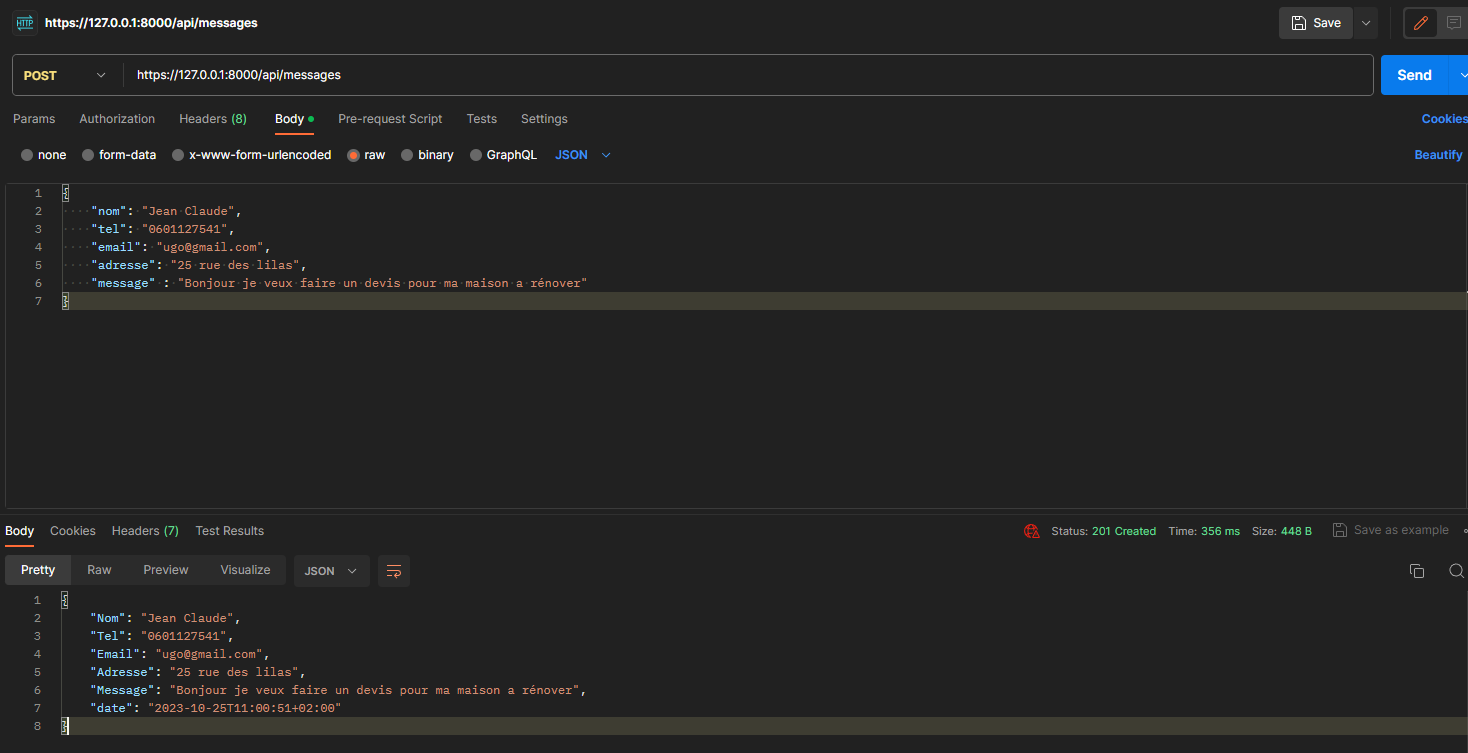 HTTP https://127.0.0.1:8000/api/messages Save
POST https://127.0.0.1:8000/api/messages Send
Params Authorization Headers (8) Body Pre-request Script Tests Settings Cookies
none form-data x-www-form-urlencoded raw binary GraphQL JSON Beautify
1 {
2 "nom": "Jean Claude",
3 "tel": "0601127541",
4 "email": "ugo@gmail.com",
5 "adresse": "25 rue des lilas",
6 "message" : "Bonjour je veux faire un devis pour ma maison a rénover"
7 }
Body Cookies Headers (7) Test Results Status: 201 Created Time: 356 ms Size: 448 B Save as example
Pretty Raw Preview Visualize JSON
1 {
2 "Nom": "Jean Claude",
3 "Tel": "0601127541",
4 "Email": "ugo@gmail.com",
5 "Adresse": "25 rue des lilas",
6 "Message": "Bonjour je veux faire un devis pour ma maison a rénover",
7 "date": "2023-10-25T11:00:51+02:00"
8 }